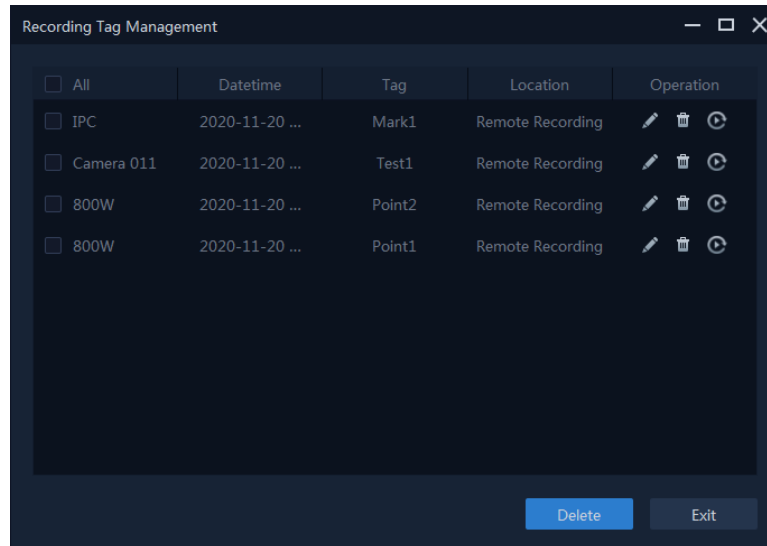 Recording Tag Management
All Datetime Tag Location Operation
IPC 2020-11-20 ... Mark1 Remote Recording
Camera 011 2020-11-20 ... Test1 Remote Recording
800W 2020-11-20 ... Point2 Remote Recording
800W 2020-11-20 ... Point1 Remote Recording
Delete Exit